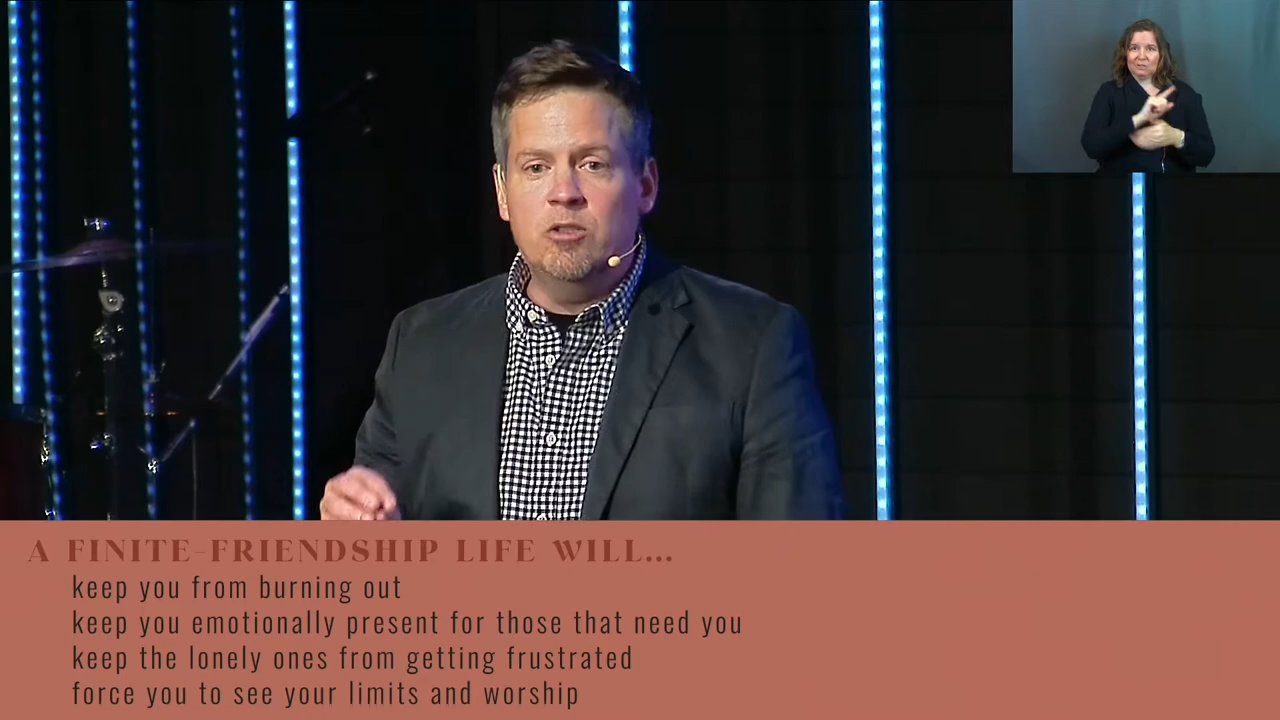 A FINITE-FRIENDSHIP LIFE WILL...
keep you from burning out
keep you emotionally present for those that need you
keep the lonely ones from getting frustrated
force you to see your limits and worship